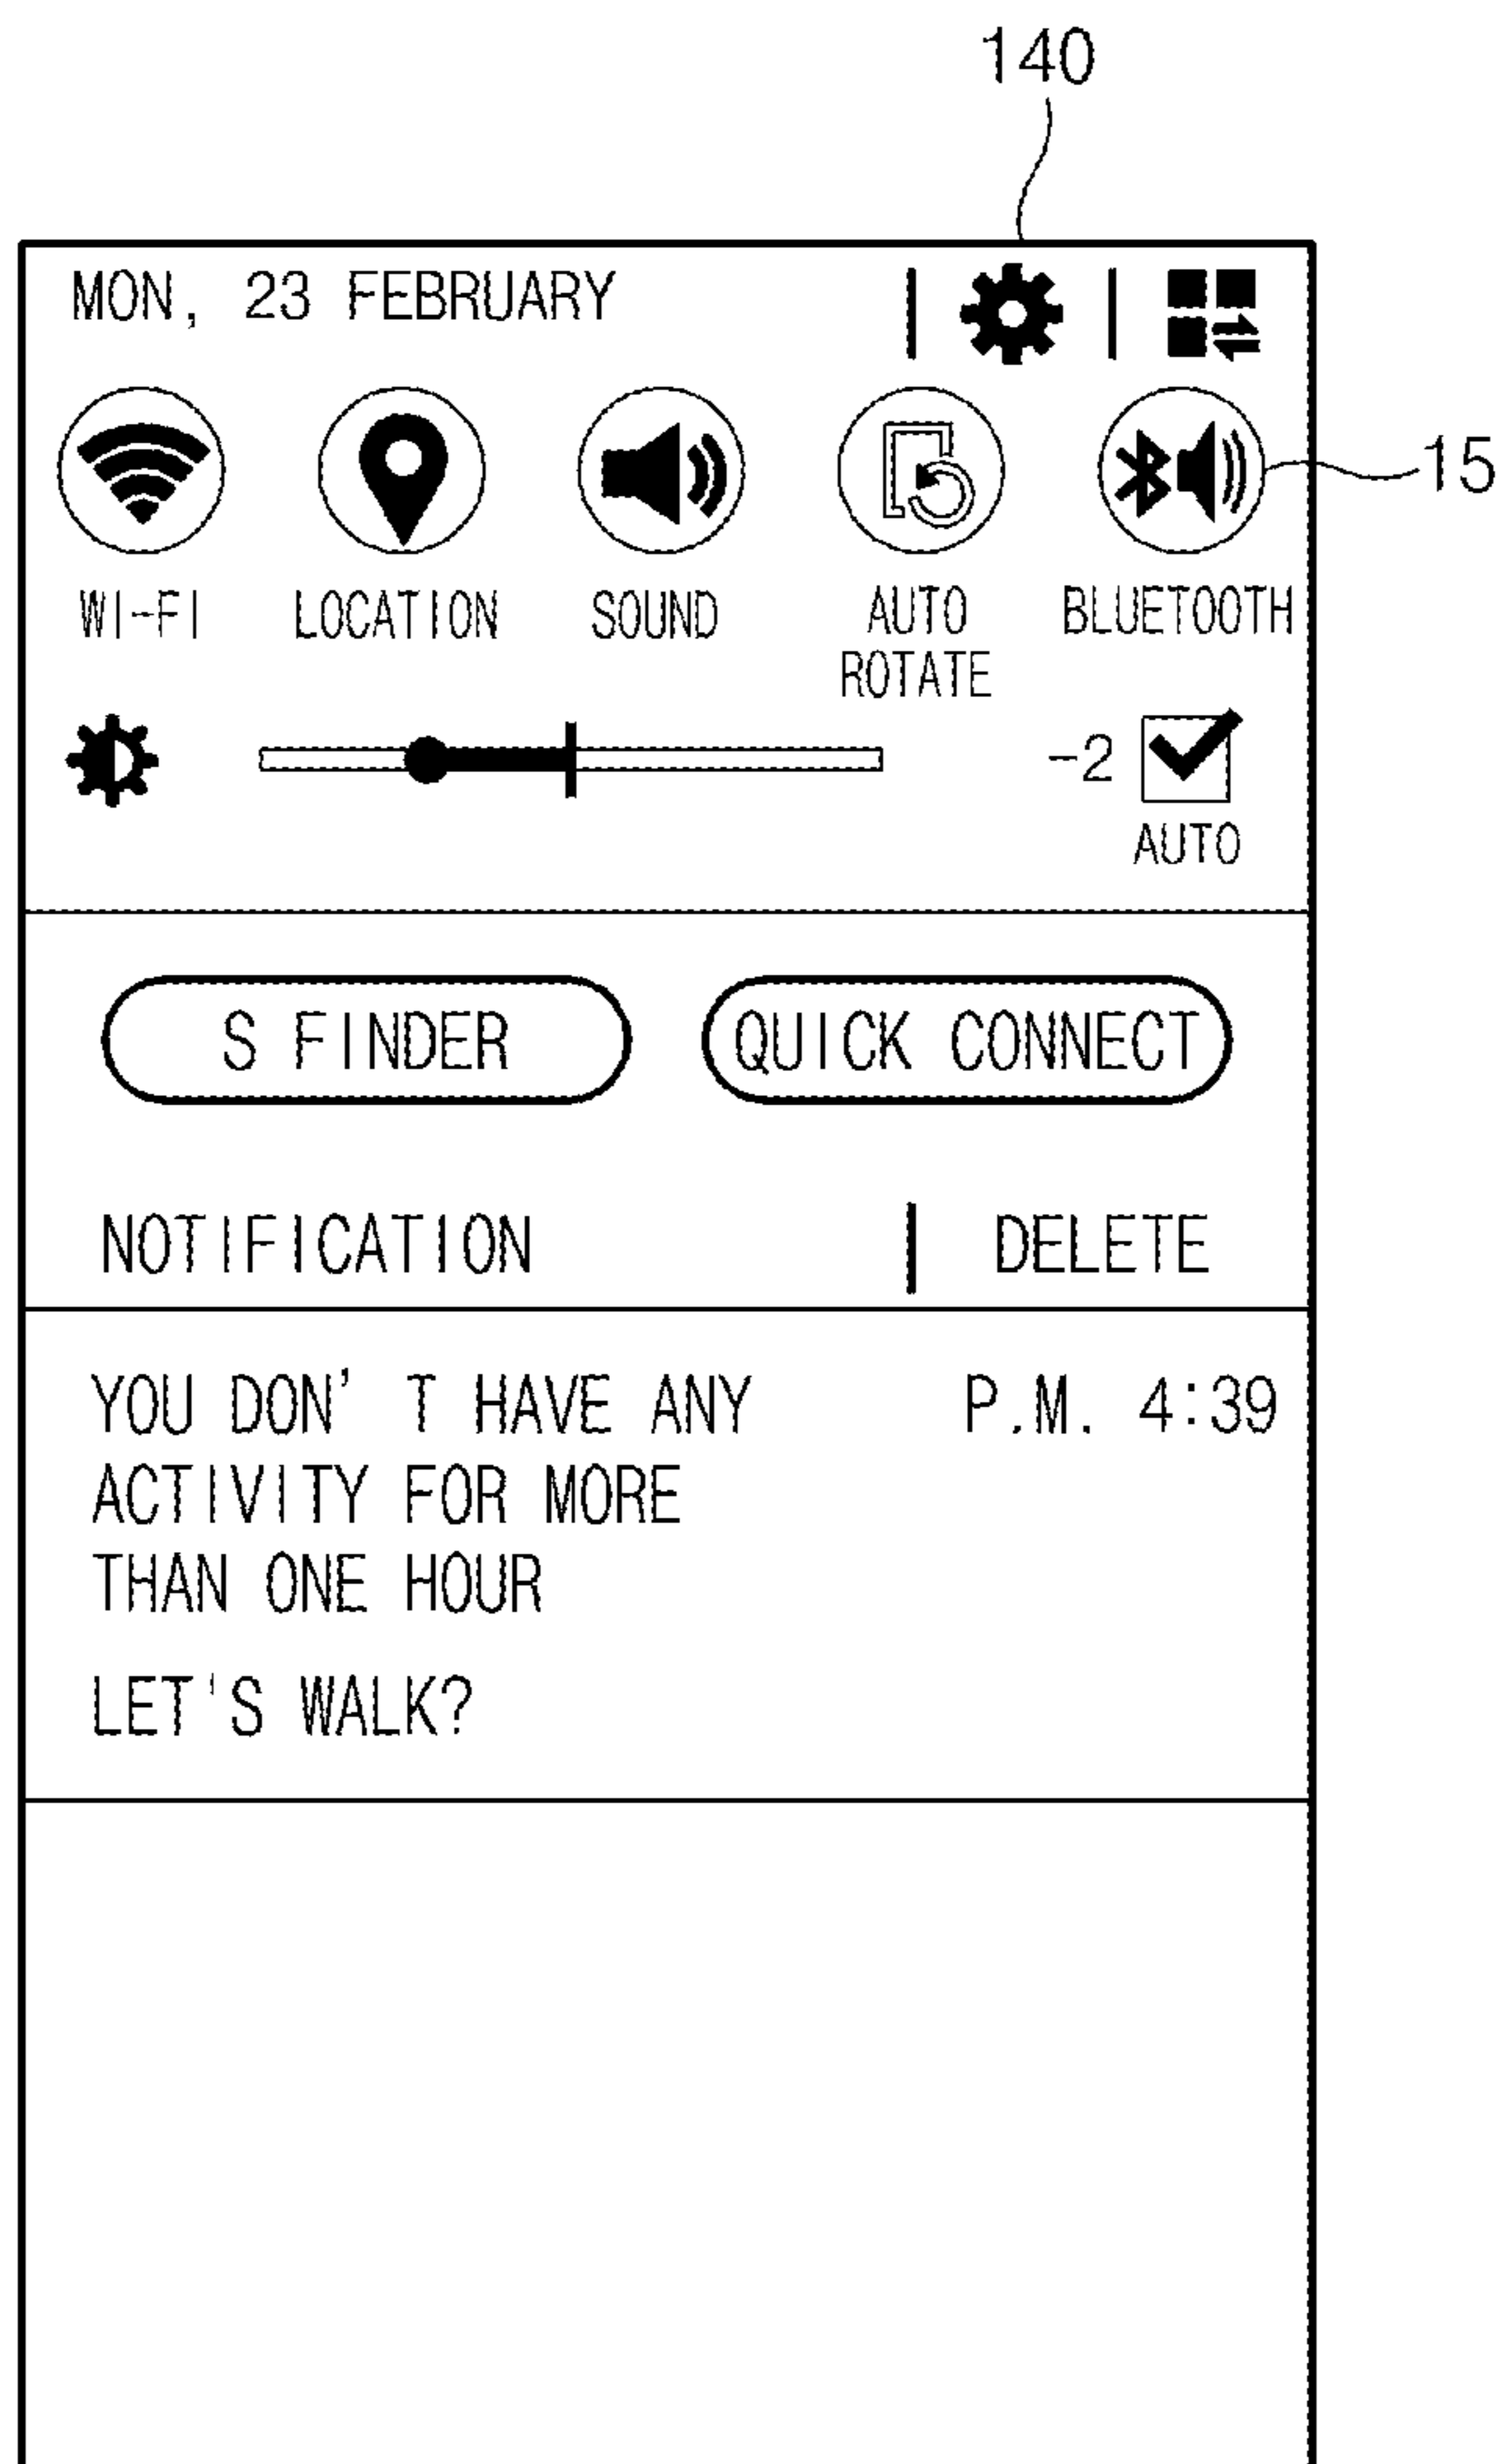 140
MON, 23 FEBRUARY
15
WI-FI LOCATION SOUND AUTO ROTATE BLUETOOTH
-2
AUTO
S FINDER QUICK CONNECT
NOTIFICATION DELETE
YOU DON' T HAVE ANY P.M. 4:39
ACTIVITY FOR MORE
THAN ONE HOUR
LET'S WALK?